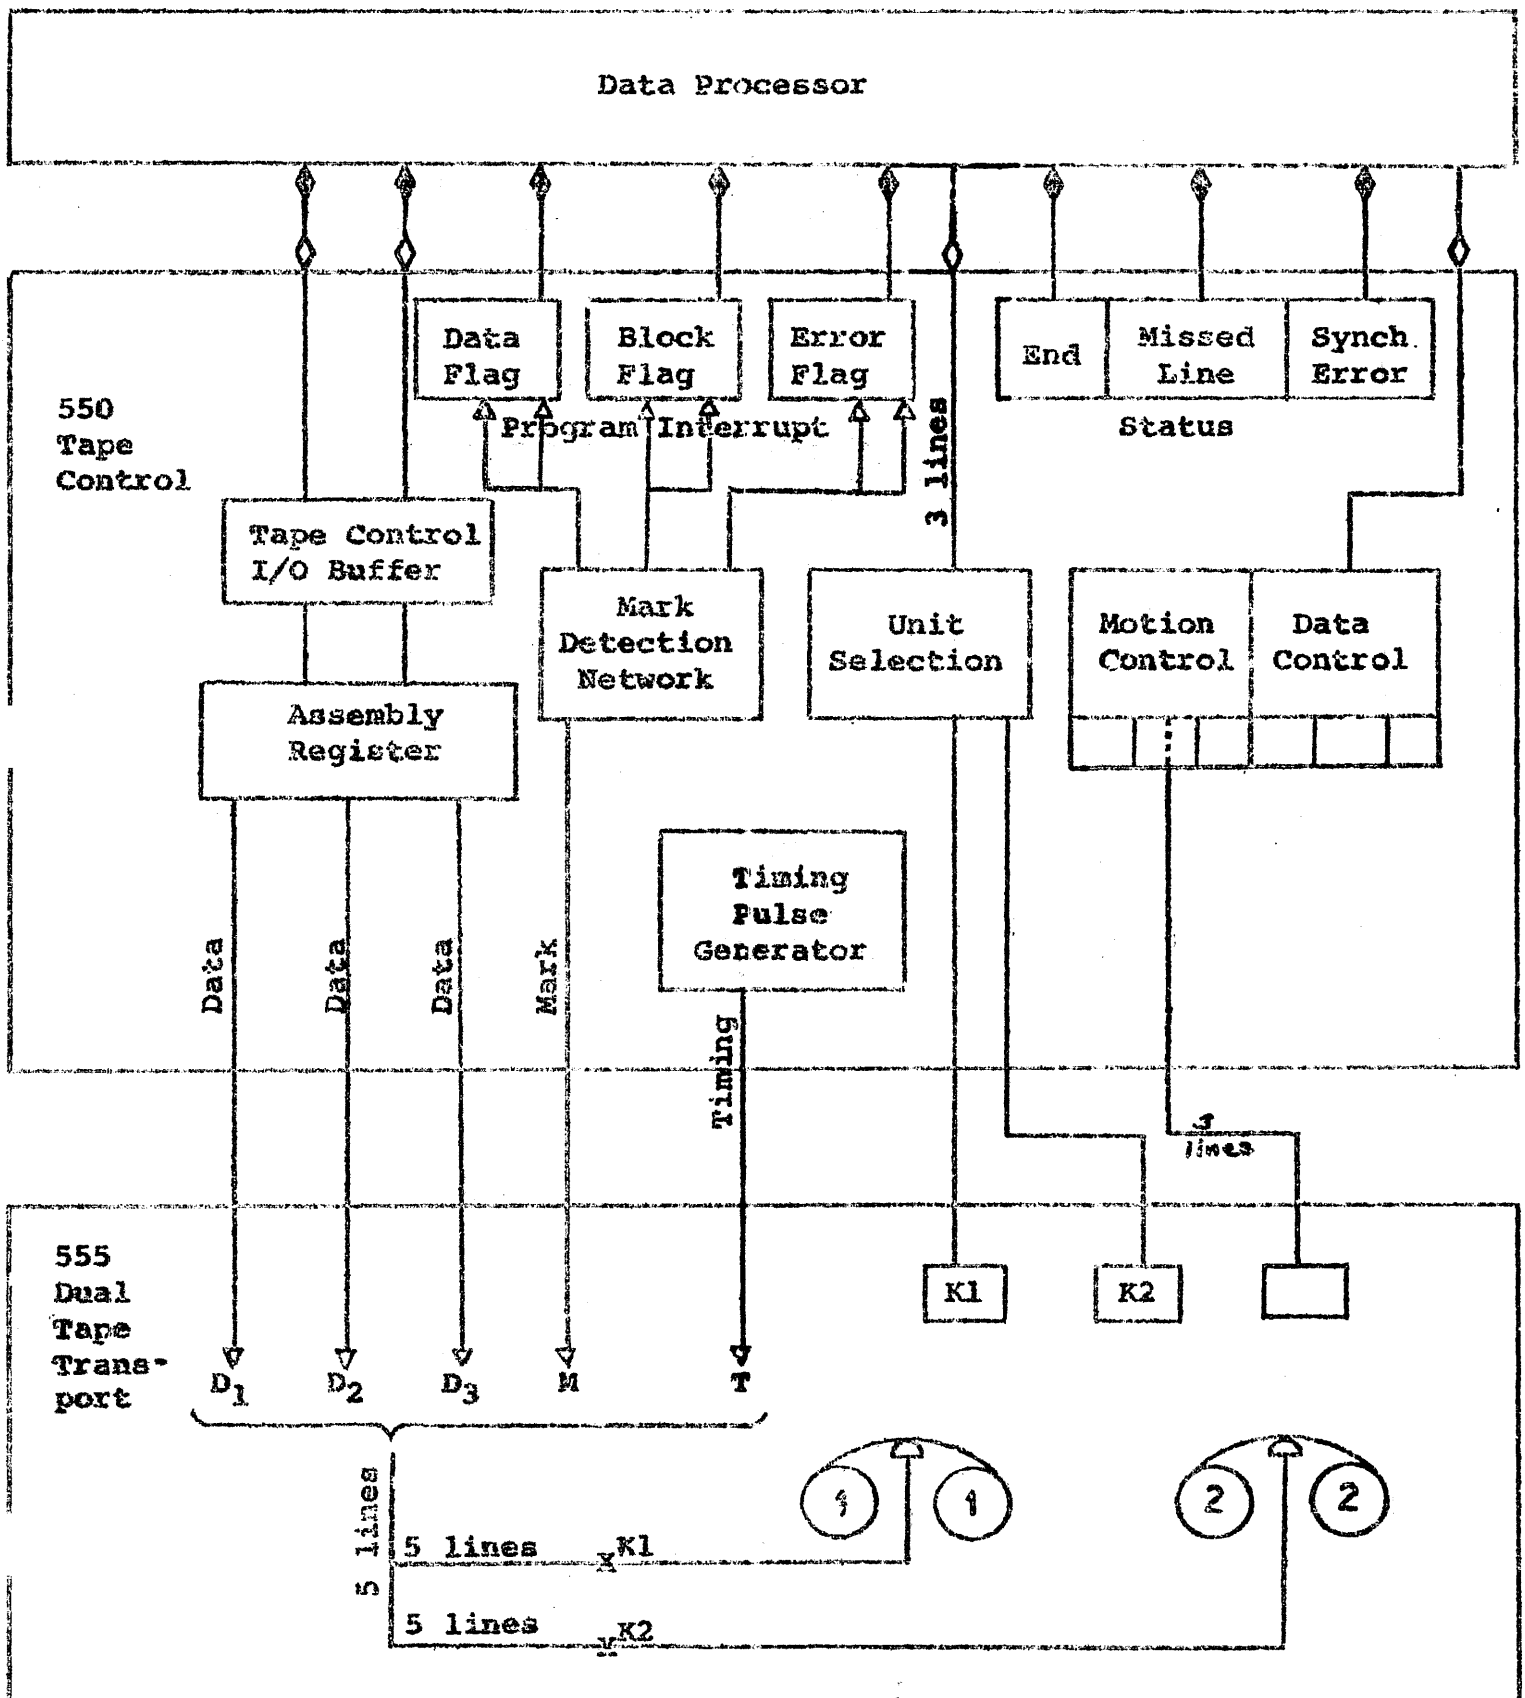 Data Processor
550
Tape
Control
Data
Flag
Block
Flag
Error
Flag
Program Interrupt
3 lines
End
Missed
Line
Synch.
Error
Status
Tape Control
I/O Buffer
Mark
Detection
Network
Unit
Selection
Motion
Control
Data
Control
Assembly
Register
Timing
Pulse
Generator
Data
Data
Data
Mark
Timing
3
lines
555
Dual
Tape
Trans-
port
K1
K2
D1
D2
D3
M
T
5 lines
5 lines
K1
5 lines
K2
1
1
2
2